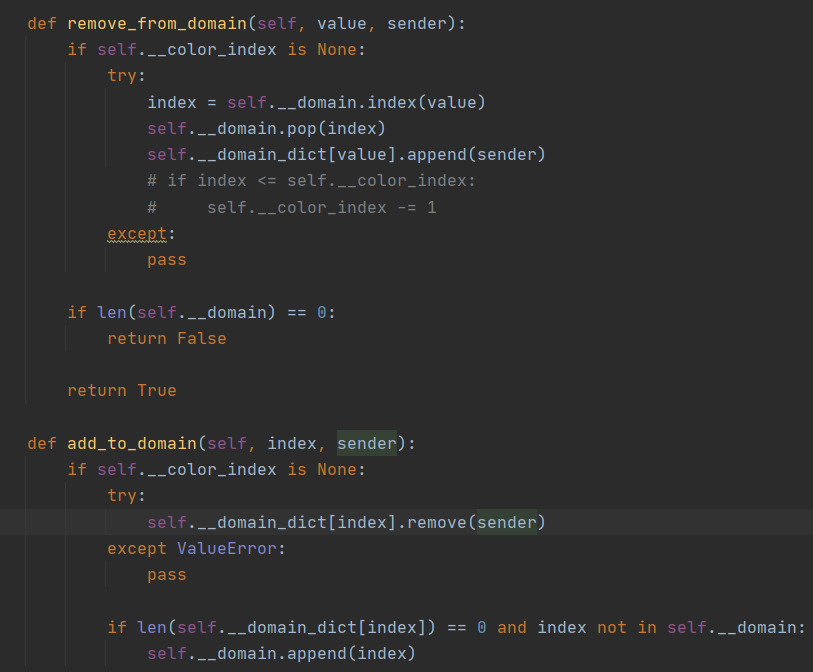 def remove_from_domain(self, value, sender):
    if self.__color_index is None:
        try:
            index = self.__domain.index(value)
            self.__domain.pop(index)
            self.__domain_dict[value].append(sender)
            # if index <= self.__color_index:
            #     self.__color_index -= 1
        except:
            pass

    if len(self.__domain) == 0:
        return False

    return True

def add_to_domain(self, index, sender):
    if self.__color_index is None:
        try:
            self.__domain_dict[index].remove(sender)
        except ValueError:
            pass

        if len(self.__domain_dict[index]) == 0 and index not in self.__domain:
            self.__domain.append(index)